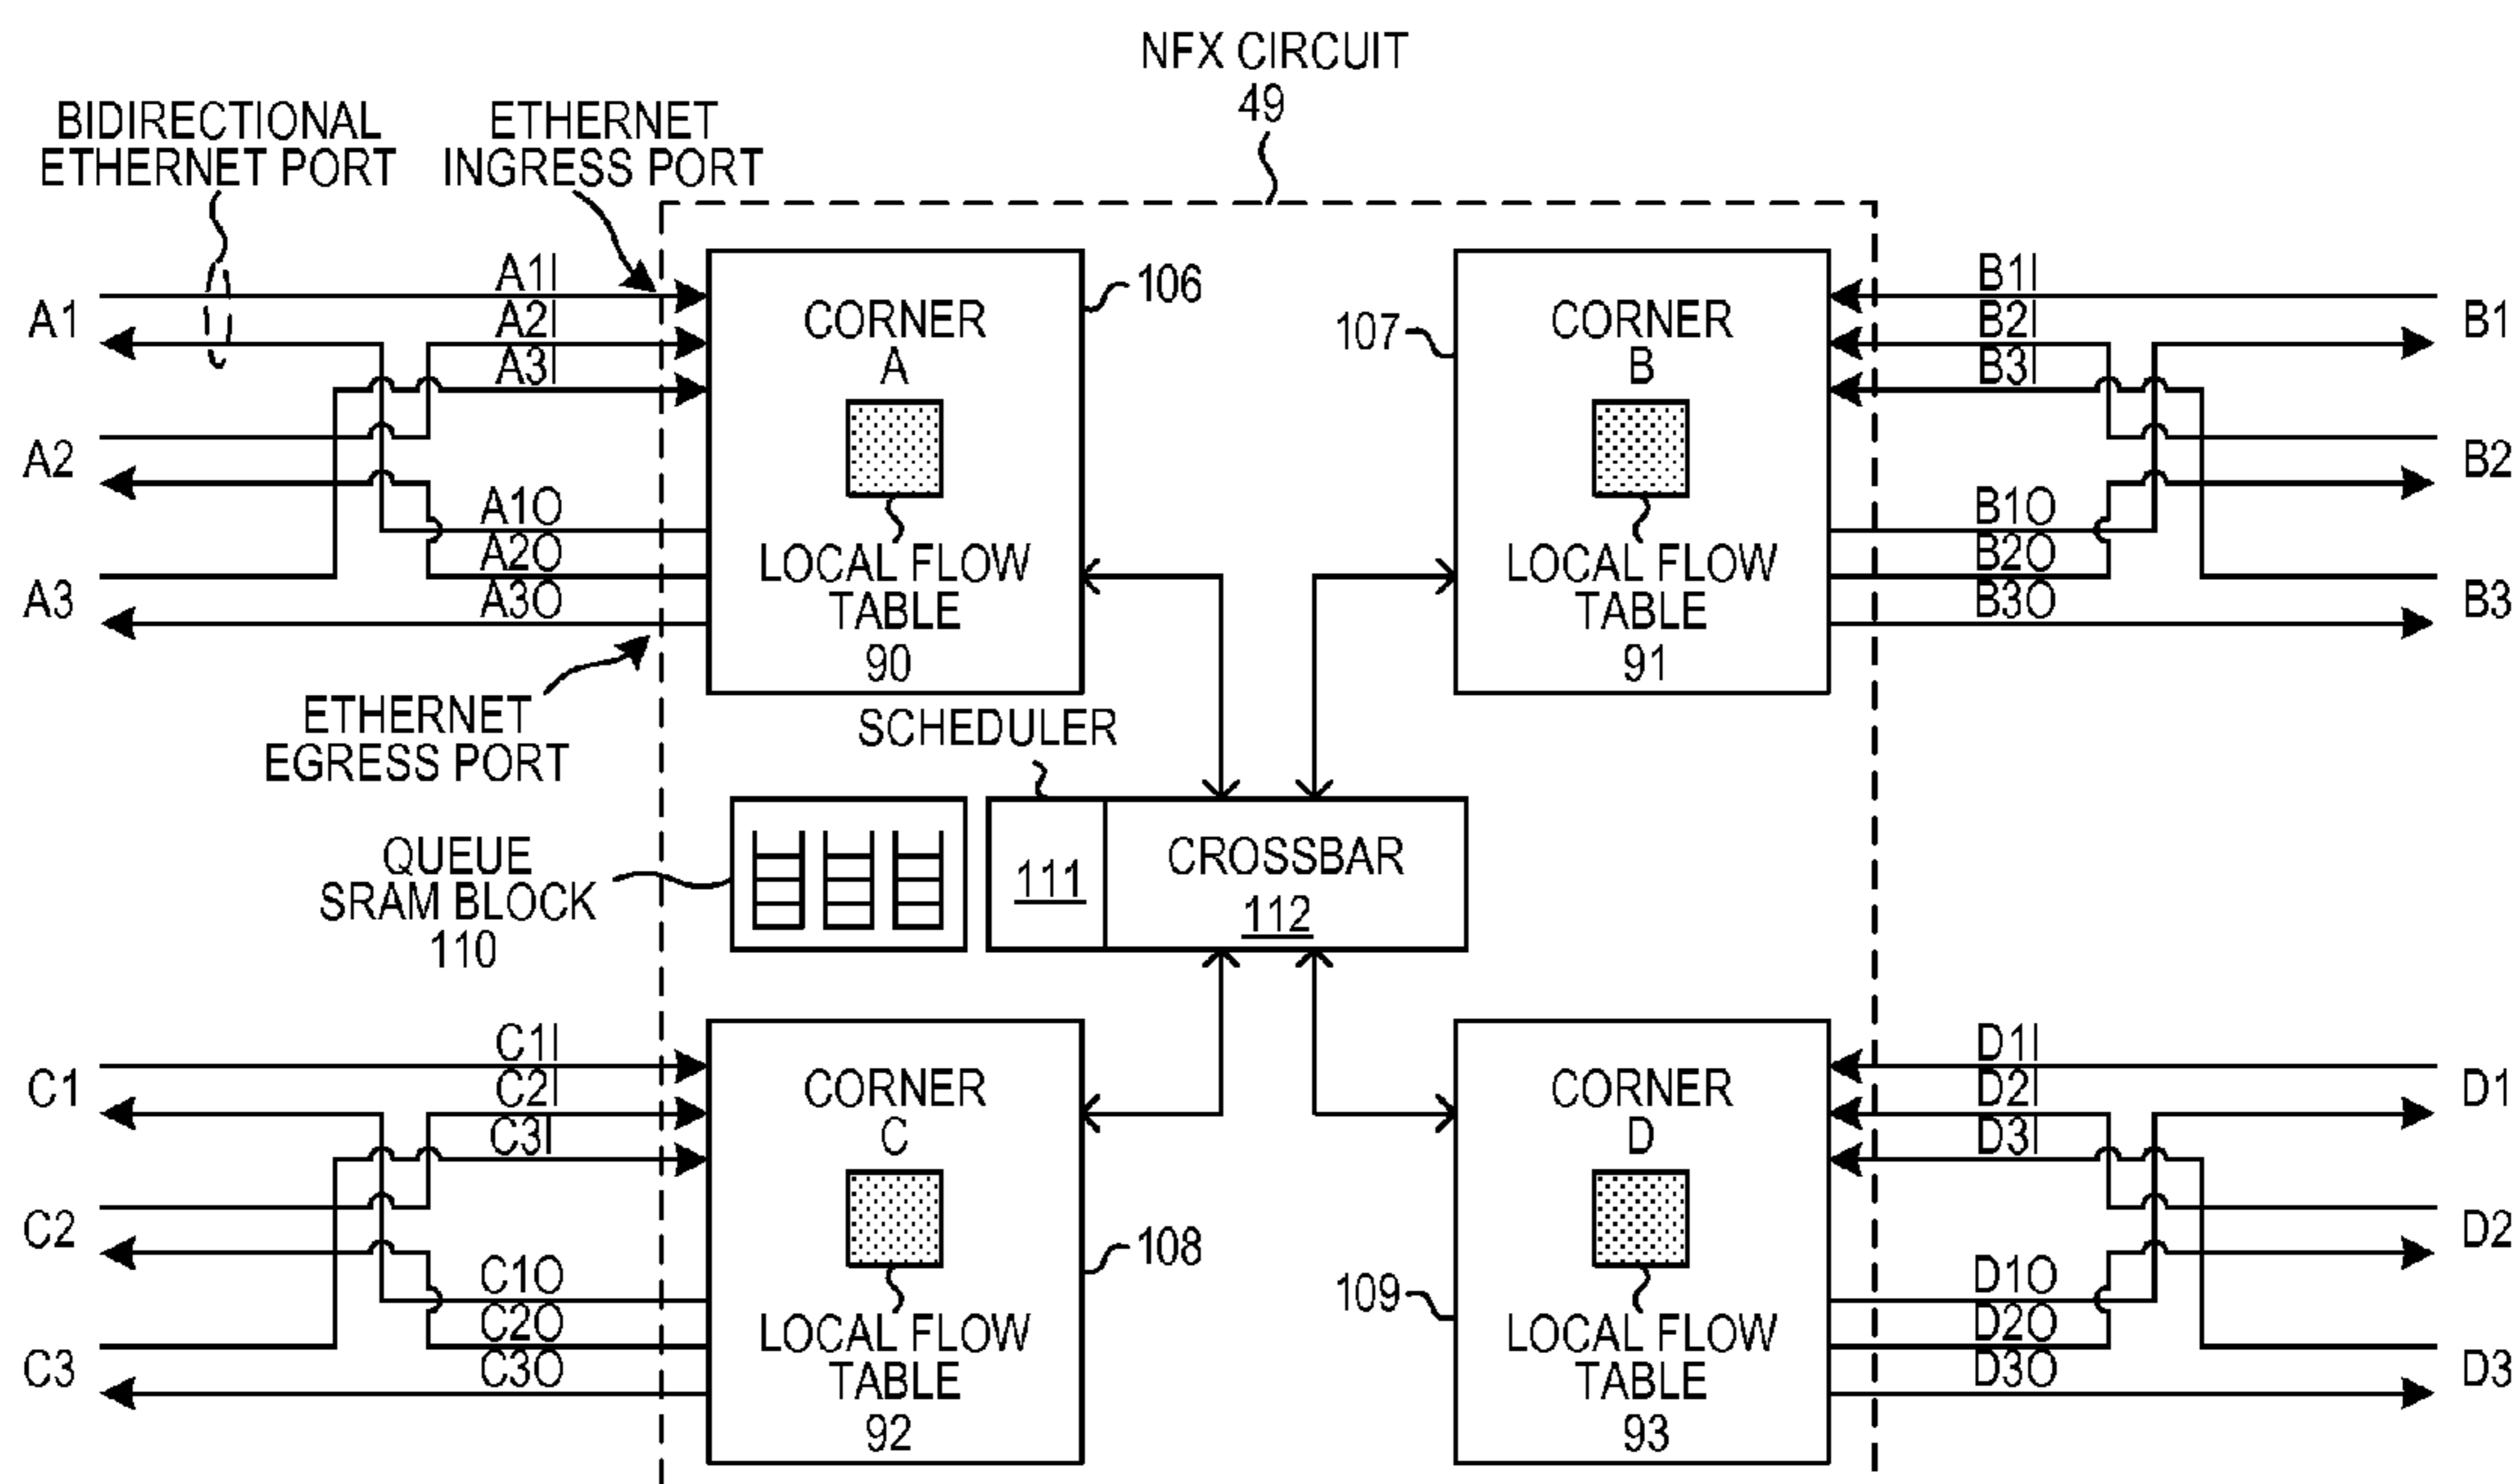 NFX CIRCUIT
49
BIDIRECTIONAL
ETHERNET PORT
ETHERNET
INGRESS PORT
A1
A2
A3
A1I
A2I
A3I
A1O
A2O
A3O
CORNER
A
LOCAL FLOW
TABLE
90
106
107
CORNER
B
LOCAL FLOW
TABLE
91
B1I
B2I
B3I
B1O
B2O
B3O
B1
B2
B3
ETHERNET
EGRESS PORT
SCHEDULER
QUEUE
SRAM BLOCK
110
111
CROSSBAR
112
C1
C2
C3
C1I
C2I
C3I
C1O
C2O
C3O
CORNER
C
LOCAL FLOW
TABLE
92
108
109
CORNER
D
LOCAL FLOW
TABLE
93
D1I
D2I
D3I
D1O
D2O
D3O
D1
D2
D3